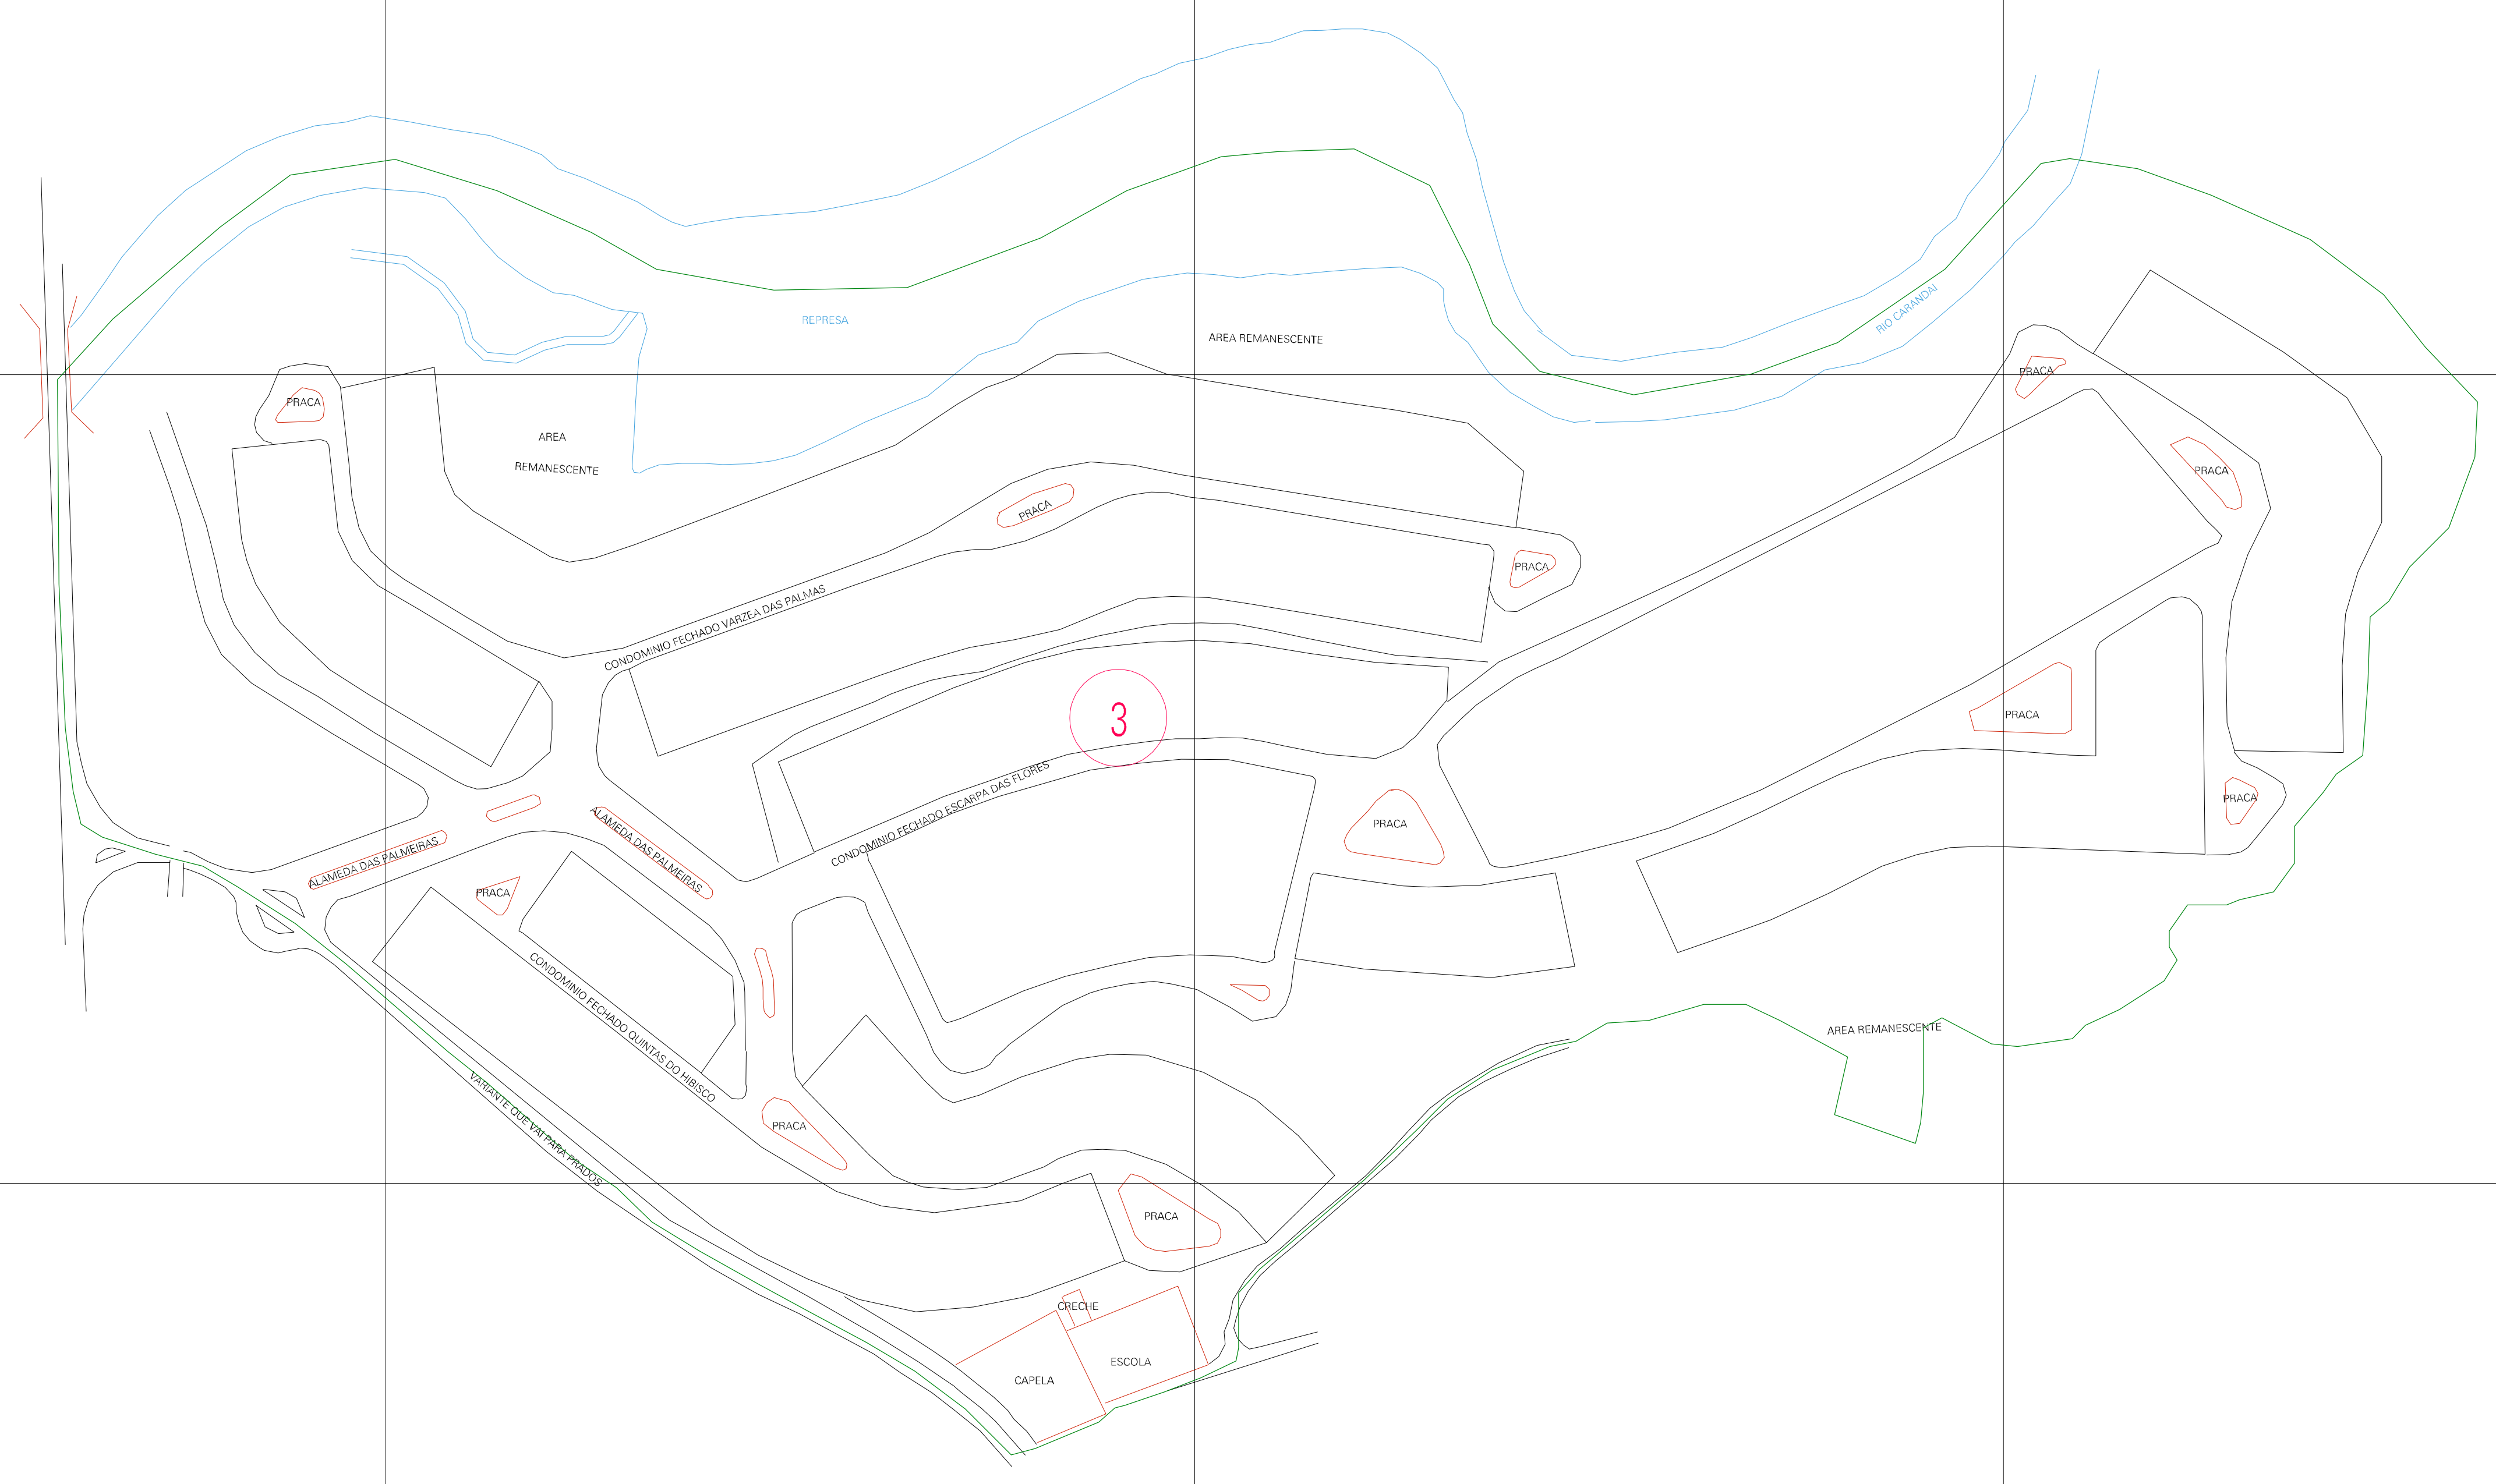 REPRESA
RIO CARANDAI
AREA REMANESCENTE
PRACA
PRACA
AREA
REMANESCENTE
PRACA
PRACA
PRACA
CONDOMINIO FECHADO VARZEA DAS PALMAS
3
PRACA
CONDOMINIO FECHADO ESCARPA DAS FLORES
PRACA
PRACA
ALAMEDA DAS PALMEIRAS
ALAMEDA DAS PALMEIRAS
PRACA
CONDOMINIO FECHADO QUINTAS DO HIBISCO
AREA REMANESCENTE
VARIANTE QUE VAI PARA PRADOS
PRACA
PRACA
CRECHE
ESCOLA
CAPELA